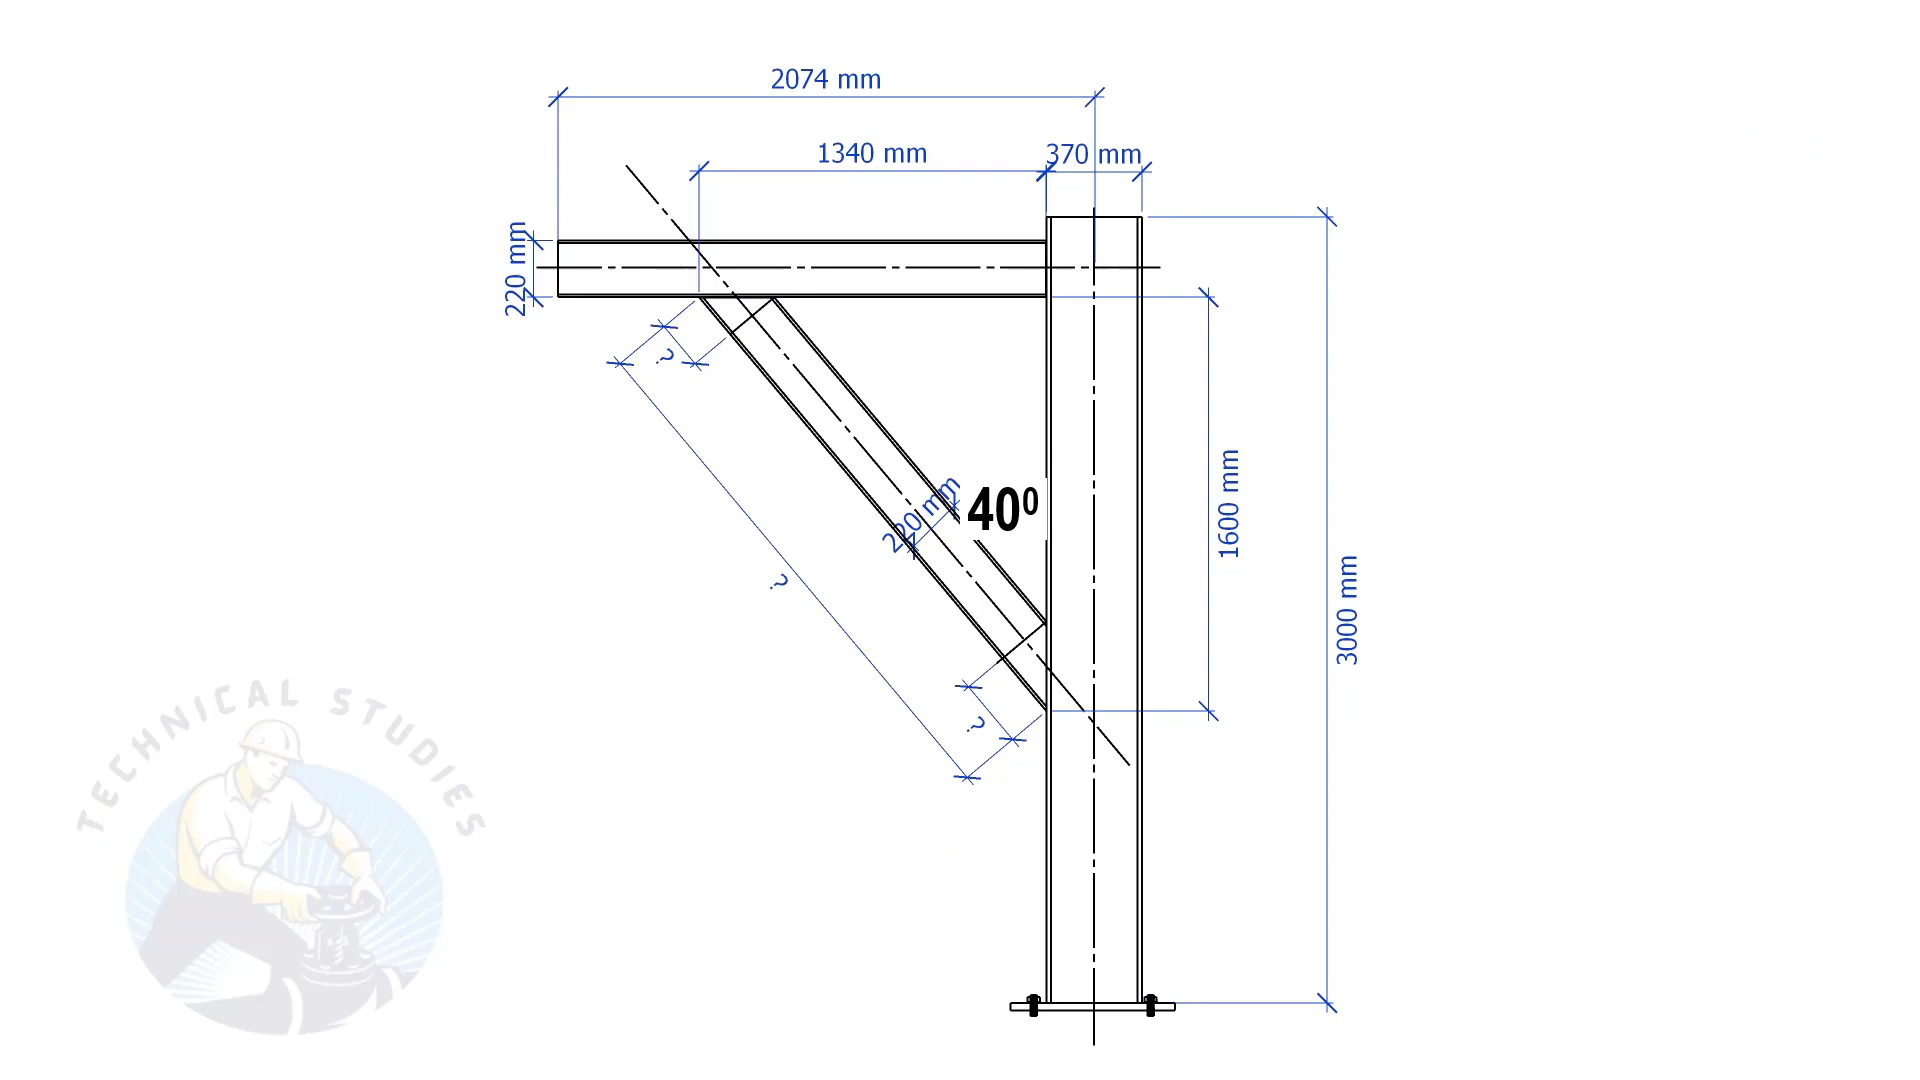 2074 mm
1340 mm
370 mm
220 mm
?
220 mm
40⁰
1600 mm
?
3000 mm
?
TECHNICAL STUDIES